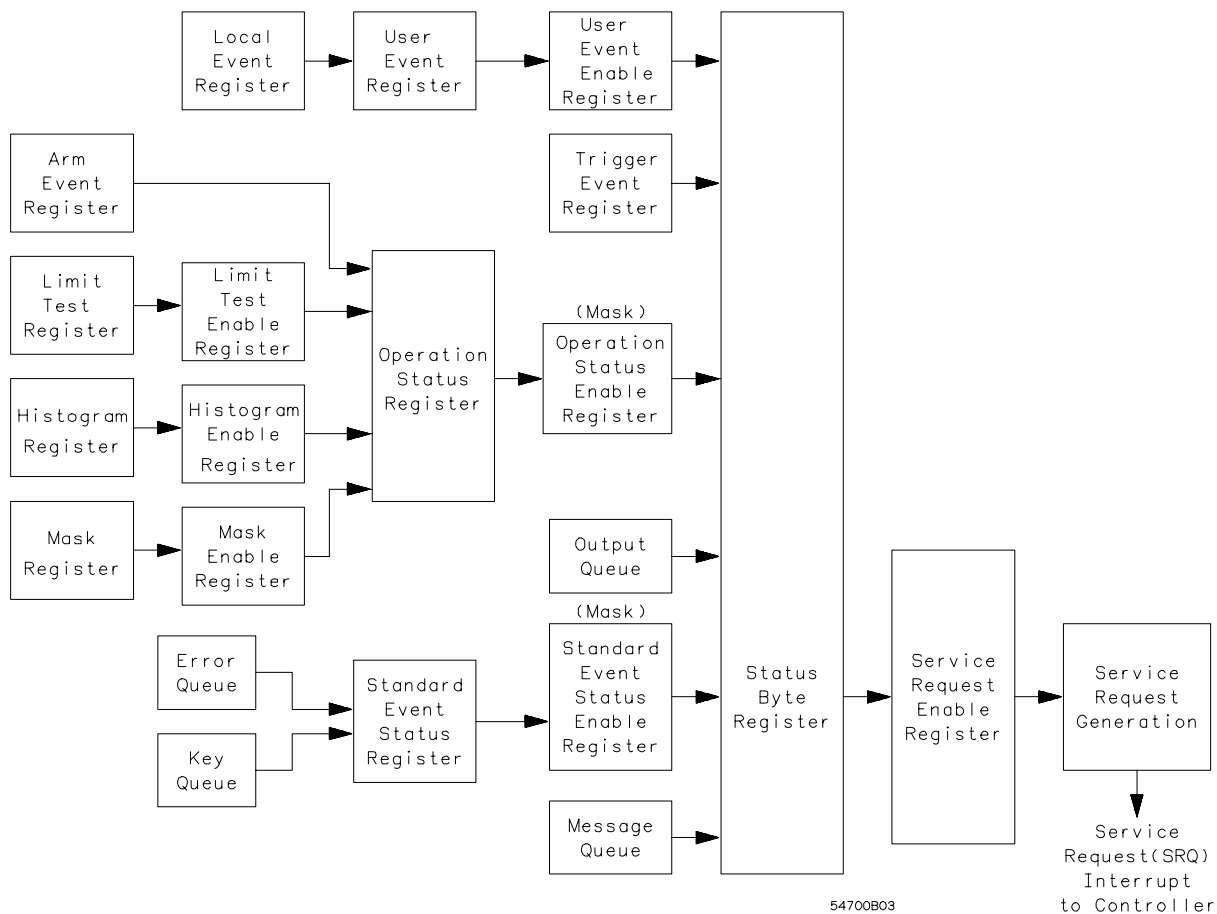 Local
Event
Register
User
Event
Register
User
Event
Enable
Register
Arm
Event
Register
Trigger
Event
Register
Limit
Test
Register
Limit
Test
Enable
Register
Operation
Status
Register
(Mask)
Operation
Status
Enable
Register
Histogram
Register
Histogram
Enable
Register
Mask
Register
Mask
Enable
Register
Output
Queue
(Mask)
Standard
Event
Status
Enable
Register
Error
Queue
Key
Queue
Standard
Event
Status
Register
Message
Queue
Status
Byte
Register
Service
Request
Enable
Register
Service
Request
Generation
Service
Request(SRQ)
Interrupt
to Controller
54700B03